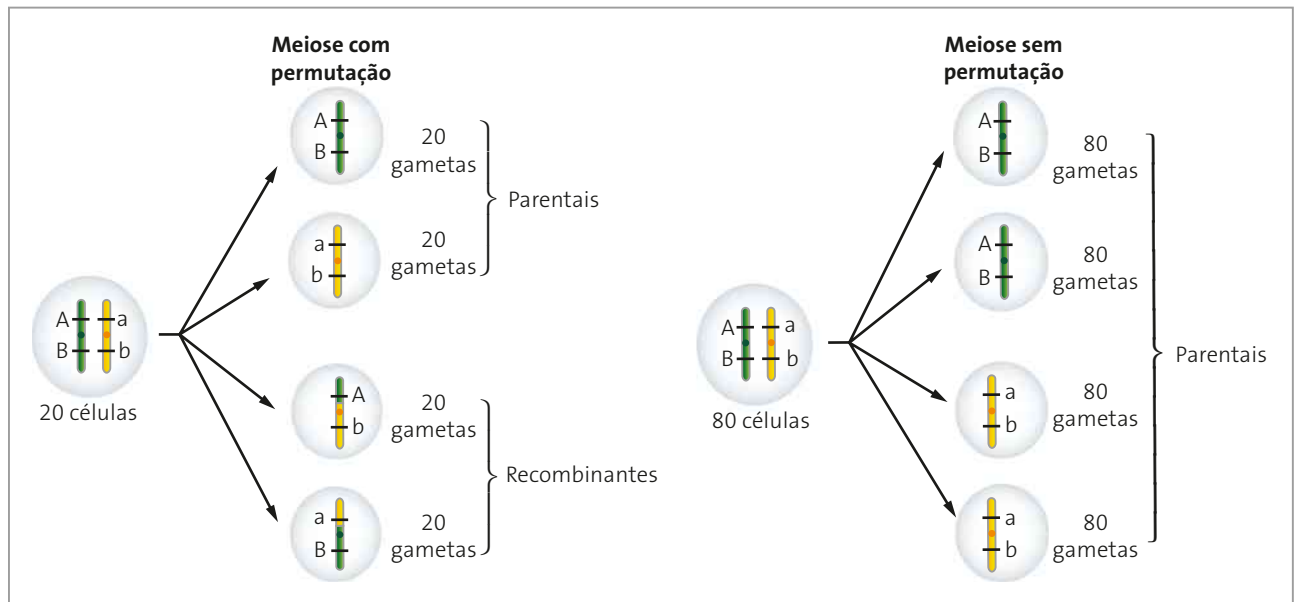 Meiose com
permutação
A
B
20
gametas
a
b
20
gametas
Parentais
A
B
a
b
20 células
A
b
20
gametas
a
B
20
gametas
Recombinantes
Meiose sem
permutação
A
B
80
gametas
A
B
80
gametas
A
B
a
b
80 células
a
b
80
gametas
a
b
80
gametas
Parentais